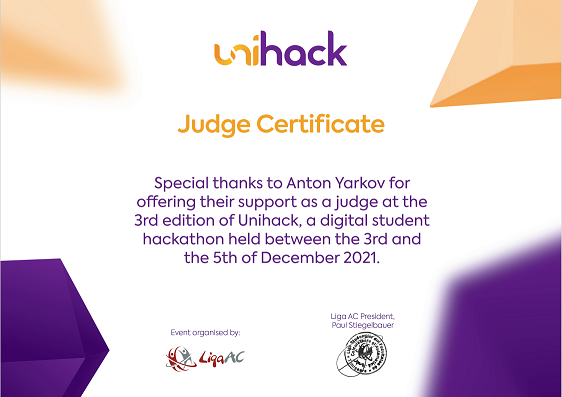 unihack
Judge Certificate
Special thanks to Anton Yarkov for
offering their support as a judge at the
3rd edition of Unihack, a digital student
hackathon held between the 3rd and
the 5th of December 2021.
Liga AC President,
Paul Stiegelbauer
Event organised by:
LigaAC